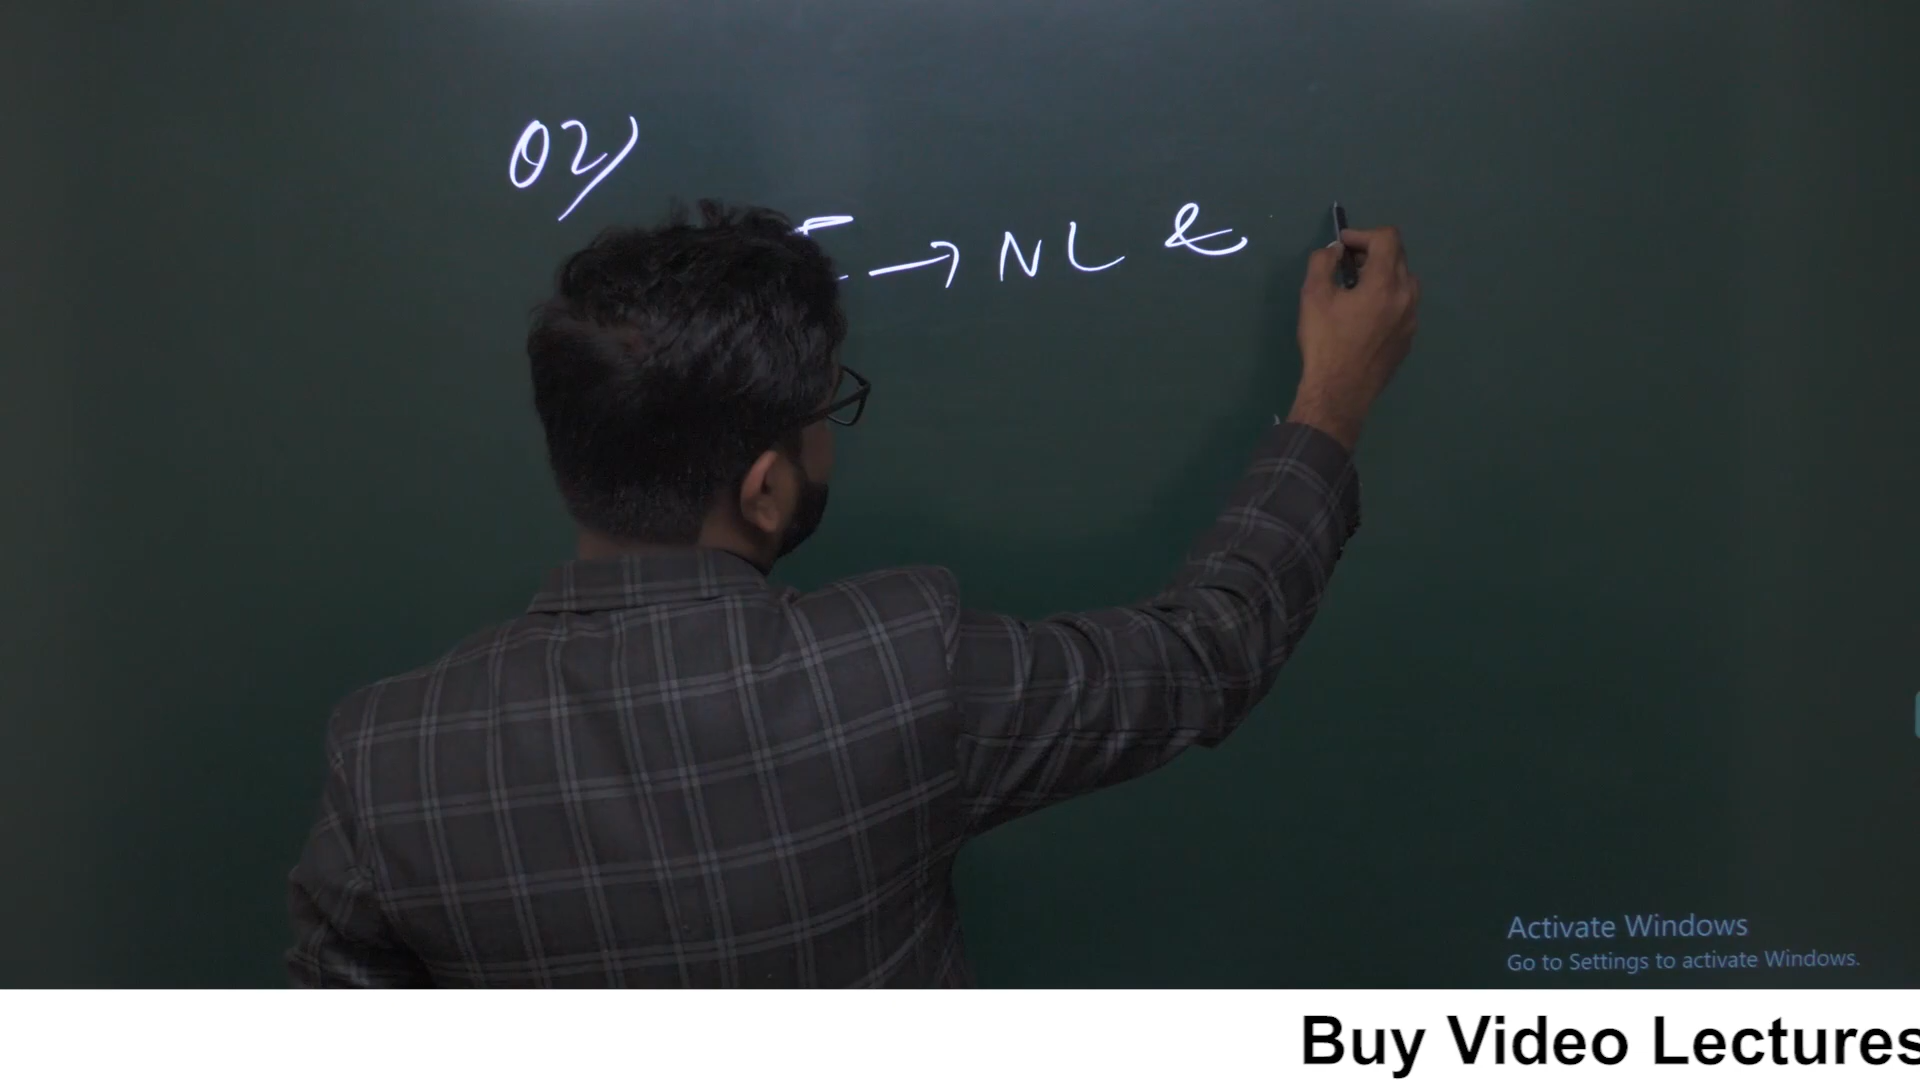 02)
→ NL &
Activate Windows
Go to Settings to activate Windows.
Buy Video Lectures